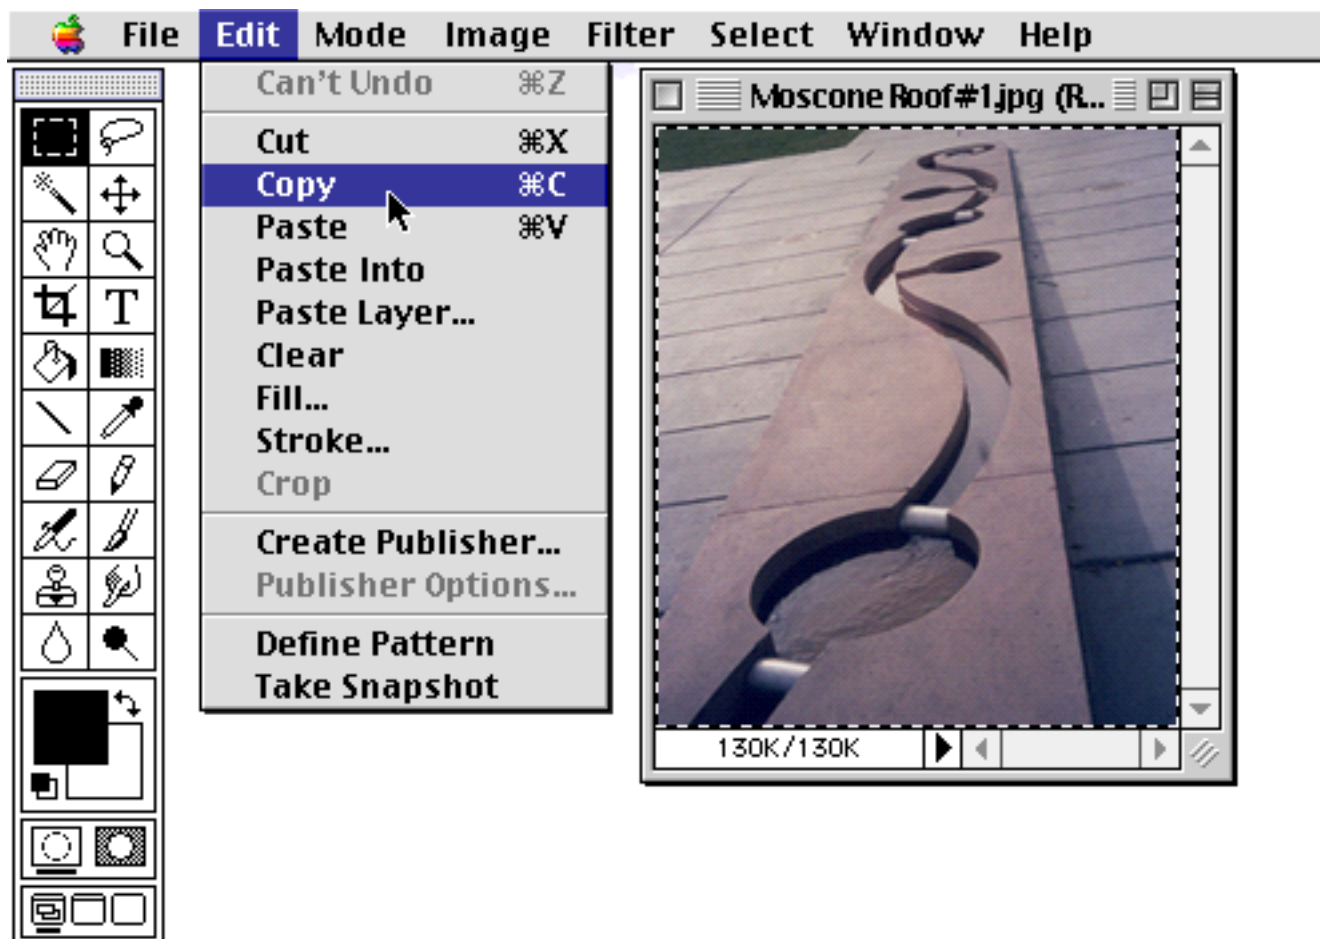 File Edit Mode Image Filter Select Window Help
Can't Undo ⌘Z
Cut ⌘X
Copy ⌘C
Paste ⌘V
Paste Into
Paste Layer...
Clear
Fill...
Stroke...
Crop
Create Publisher...
Publisher Options...
Define Pattern
Take Snapshot
Moscone Roof#1.jpg (R...
130K/130K
T